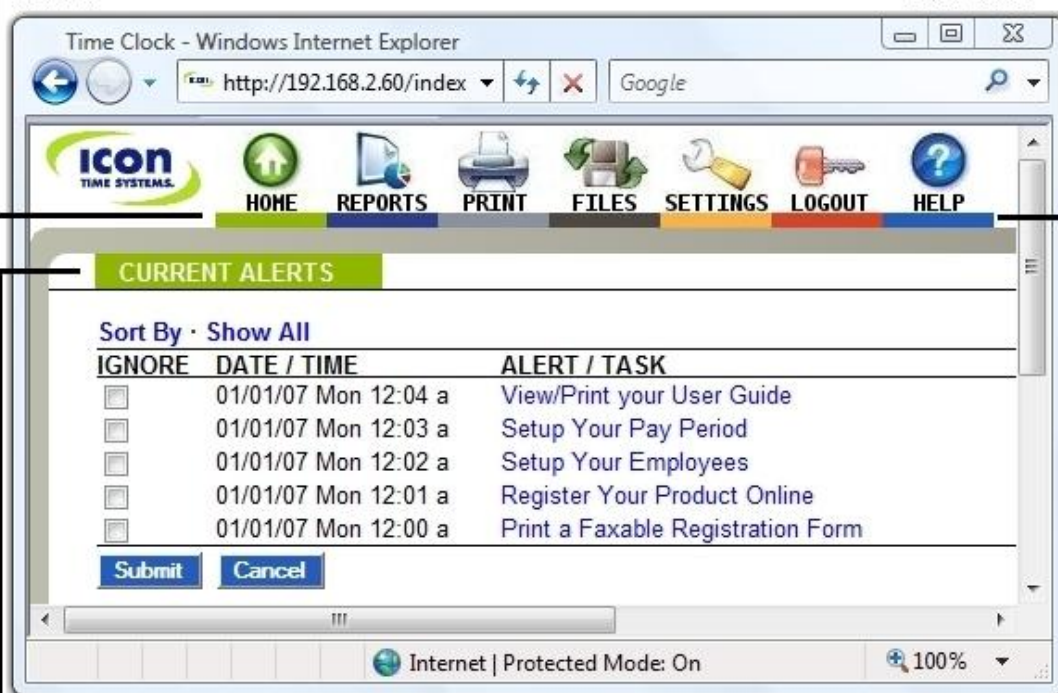 Time Clock - Windows Internet Explorer
http://192.168.2.60/index
Google
Icon
TIME SYSTEMS.
HOME REPORTS PRINT FILES SETTINGS LOGOUT HELP
CURRENT ALERTS
Sort By · Show All
IGNORE DATE / TIME ALERT / TASK
01/01/07 Mon 12:04 a View/Print your User Guide
01/01/07 Mon 12:03 a Setup Your Pay Period
01/01/07 Mon 12:02 a Setup Your Employees
01/01/07 Mon 12:01 a Register Your Product Online
01/01/07 Mon 12:00 a Print a Faxable Registration Form
Submit Cancel
Internet | Protected Mode: On 100%